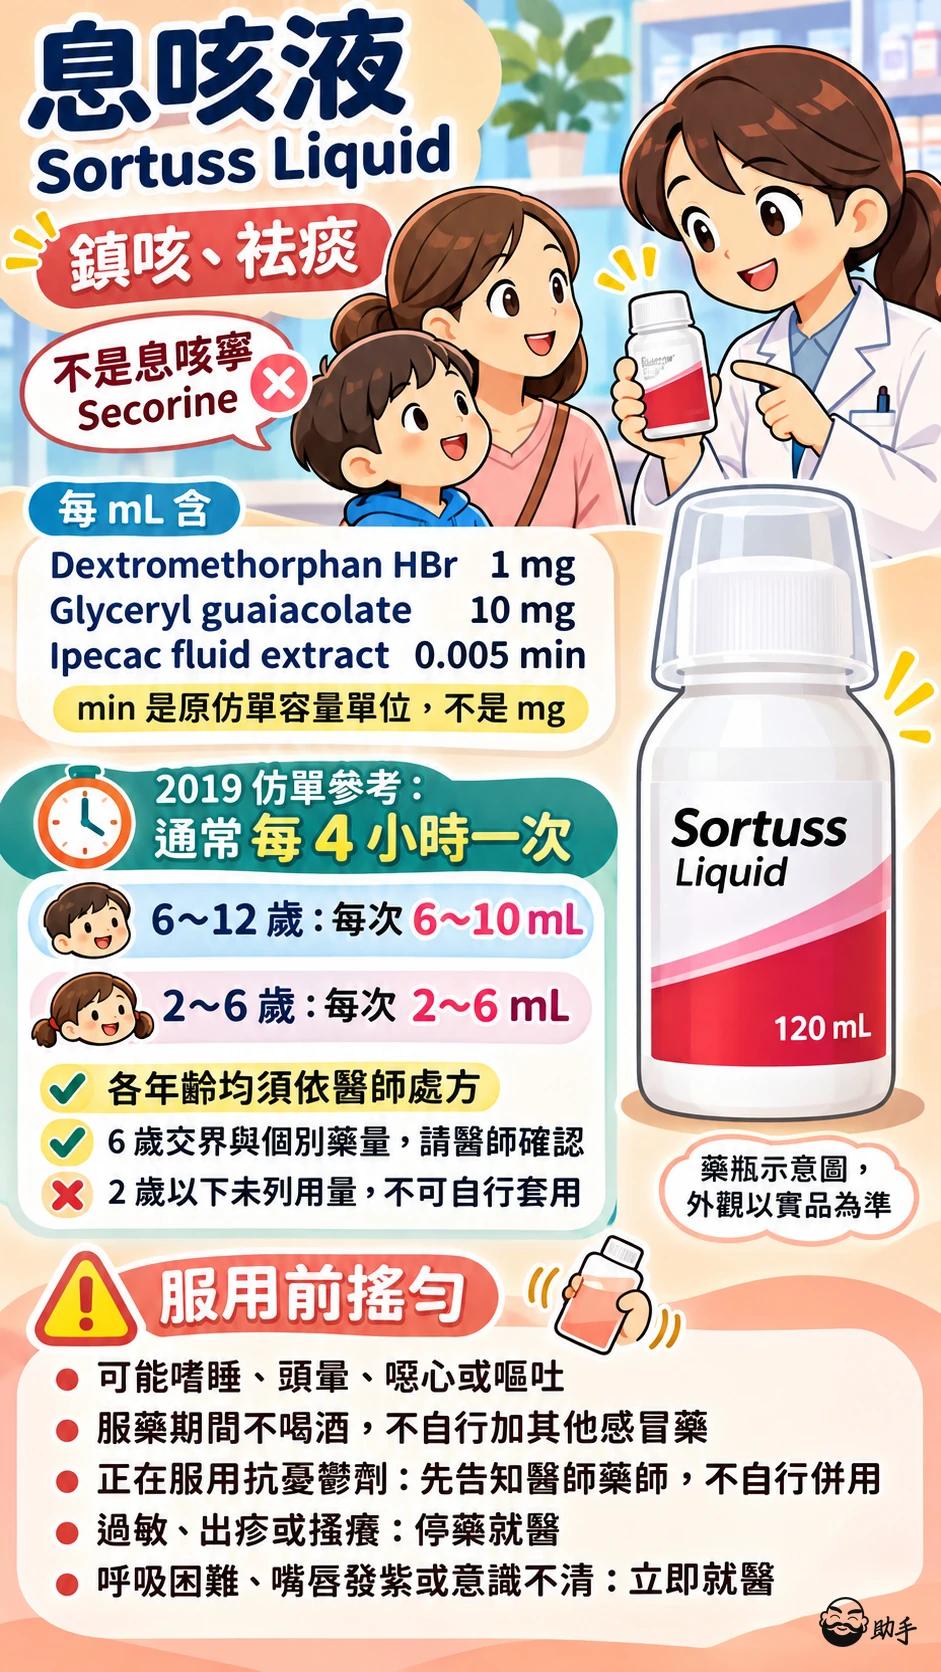 息咳液
Sortuss Liquid
鎮咳、祛痰
不是息咳寧
Secorine
每 mL 含
Dextromethorphan HBr 1 mg
Glyceryl guaiacolate 10 mg
Ipecac fluid extract 0.005 min
min 是原仿單容量單位，不是 mg
2019 仿單參考：
通常 每 4 小時一次
6～12 歲：每次 6～10 mL
2～6 歲：每次 2～6 mL
各年齡均須依醫師處方
6 歲交界與個別藥量，請醫師確認
2 歲以下未列用量，不可自行套用
Sortuss
Liquid
120 mL
藥瓶示意圖，
外觀以實品為準
服用前搖勻
可能嗜睡、頭暈、噁心或嘔吐
服藥期間不喝酒，不自行加其他感冒藥
正在服用抗憂鬱劑：先告知醫師藥師，不自行併用
過敏、出疹或搔癢：停藥就醫
呼吸困難、嘴唇發紫或意識不清：立即就醫
助手